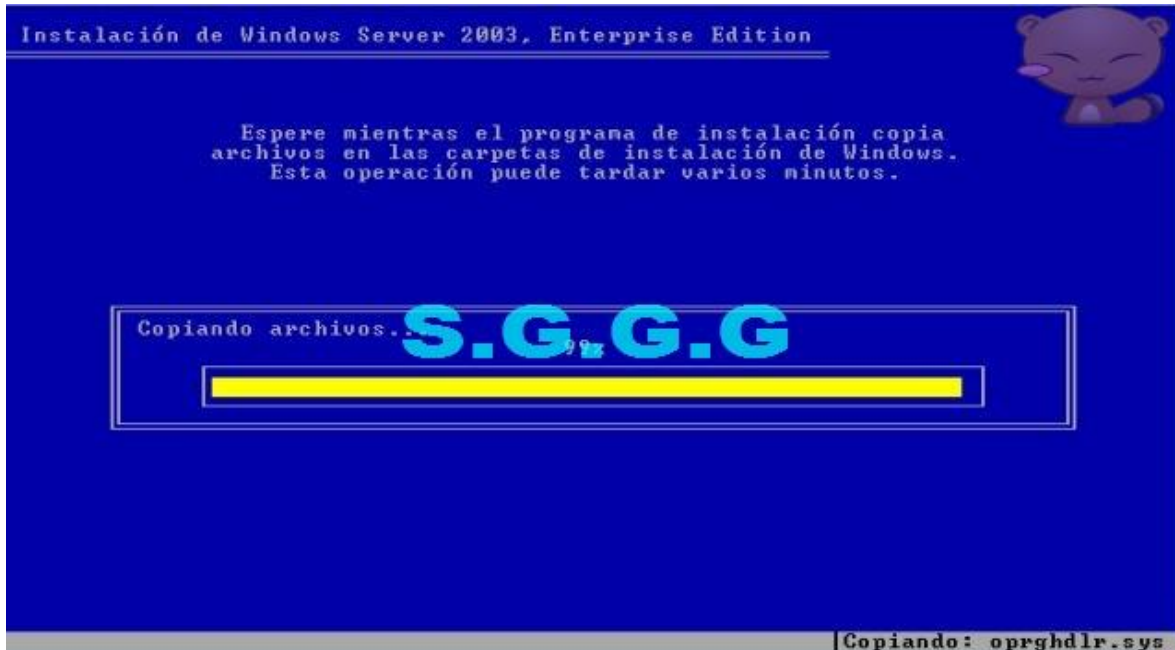 Instalación de Windows Server 2003, Enterprise Edition
Espere mientras el programa de instalación copia
archivos en las carpetas de instalación de Windows.
Esta operación puede tardar varios minutos.
Copiando archivos...
S.G.G.G
99%
Copiando: oprghdlr.sys